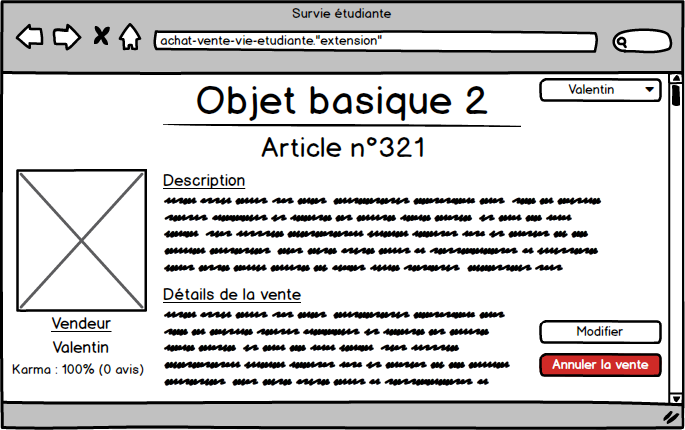 Survie étudiante
achat-vente-vie-etudiante."extension"
Valentin
Objet basique 2
Article n°321
Description
Détails de la vente
Vendeur
Valentin
Karma : 100% (0 avis)
Modifier
Annuler la vente